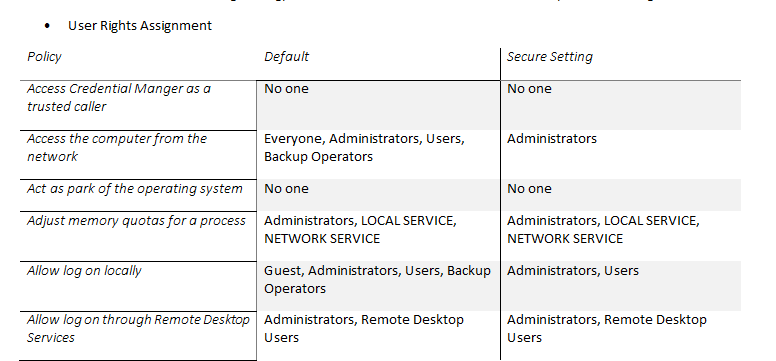 • User Rights Assignment
Policy Default Secure Setting
Access Credential Manger as a No one No one
trusted caller
Access the computer from the Everyone, Administrators, Users, Administrators
network Backup Operators
Act as park of the operating system No one No one
Adjust memory quotas for a process Administrators, LOCAL SERVICE, Administrators, LOCAL SERVICE,
NETWORK SERVICE NETWORK SERVICE
Allow log on locally Guest, Administrators, Users, Backup Administrators, Users
Operators
Allow log on through Remote Desktop Administrators, Remote Desktop Administrators, Remote Desktop
Services Users Users